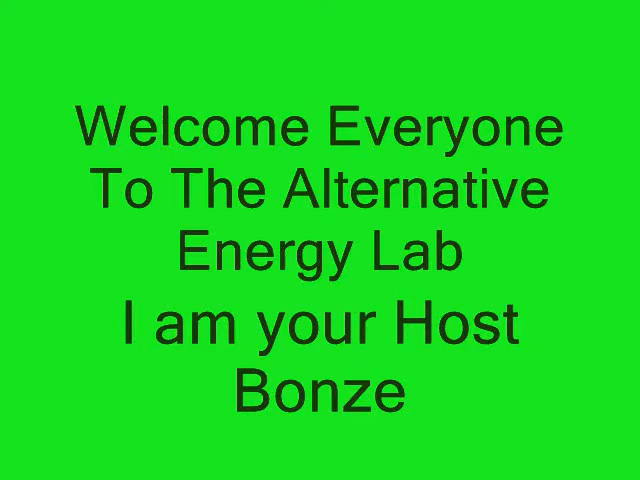 Welcome Everyone
To The Alternative
Energy Lab
I am your Host
Bonze